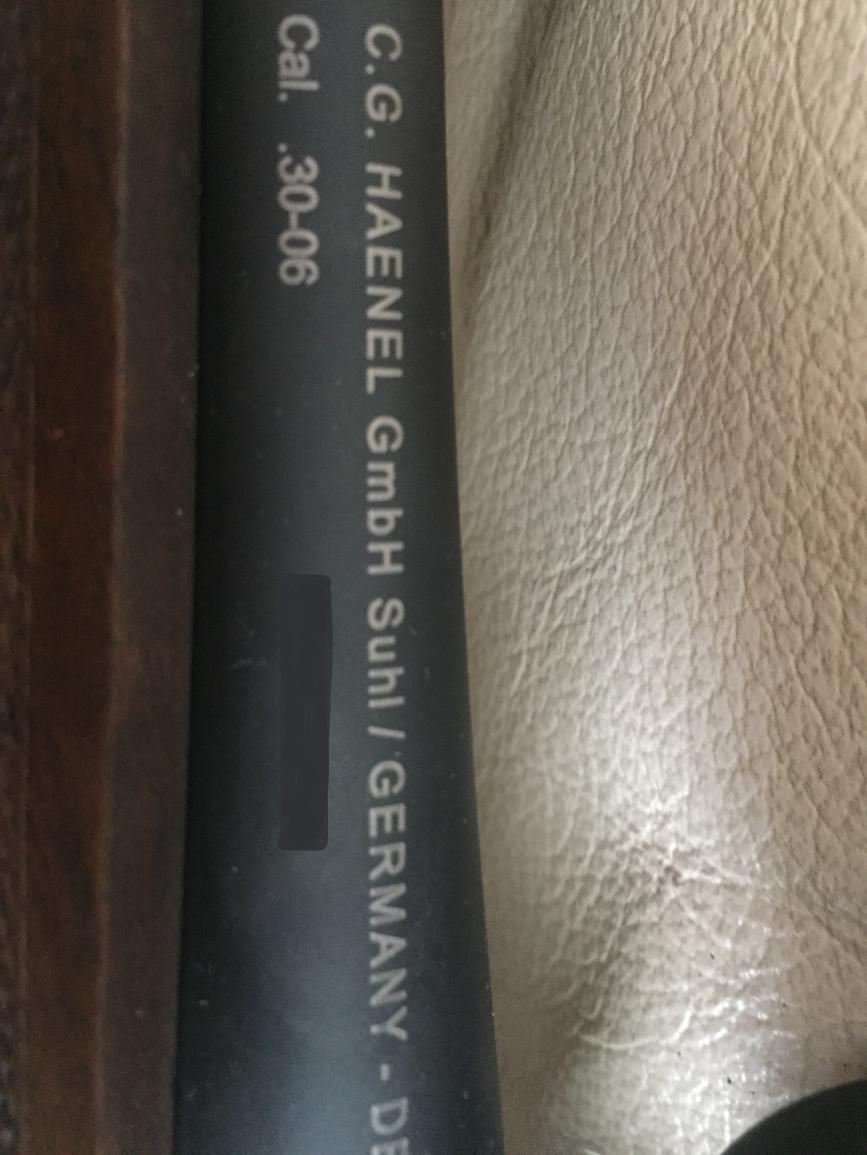 C.G. HAENEL GmbH Suhl / GERMANY - DE
Cal. .30-06